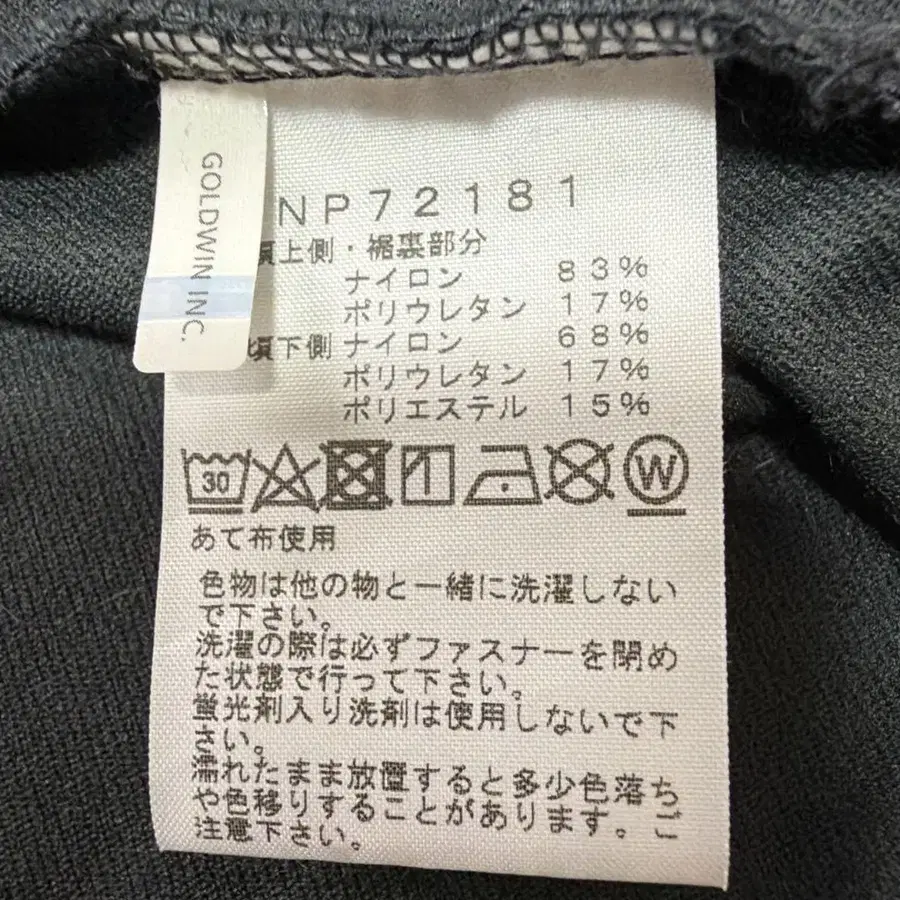 GOLDWIN INC.
NP72181
頃上側・裾裏部分
ナイロン 83%
ポリウレタン 17%
頃下側 ナイロン 68%
ポリウレタン 17%
ポリエステル 15%
30
W
あて布使用
色物は他の物と一緒に洗濯しない
で下さい。
洗濯の際は必ずファスナーを閉め
た状態で行って下さい。
蛍光剤入り洗剤は使用しないで下
さい。
濡れたまま放置すると多少色落ち
や色移りすることがあります。ご
注意下さい。